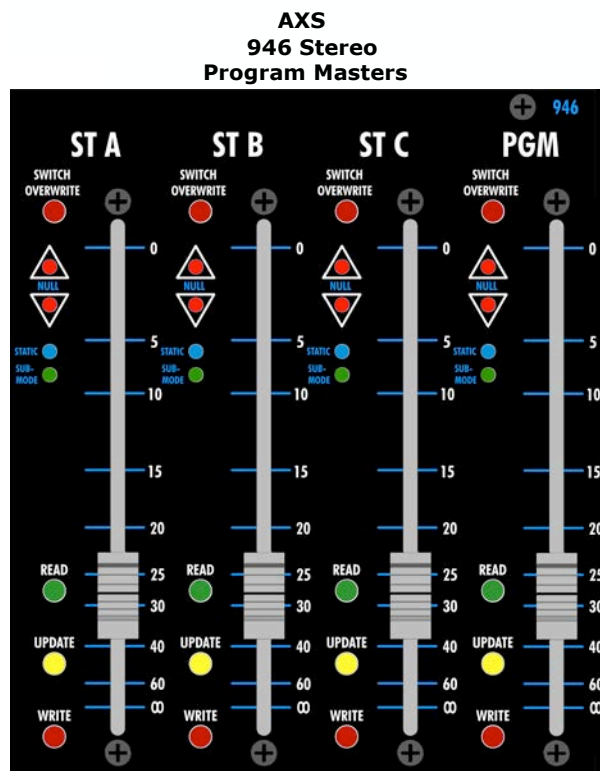 AXS
946 Stereo
Program Masters
946
ST A ST B ST C PGM
SWITCH OVERWRITE SWITCH OVERWRITE SWITCH OVERWRITE SWITCH OVERWRITE
0 0 0 0
NULL NULL NULL NULL
5 5 5 5
STATIC STATIC STATIC STATIC
SUB-MODE SUB-MODE SUB-MODE SUB-MODE
10 10 10 10
15 15 15 15
20 20 20 20
READ 25 READ 25 READ 25 READ 25
30 30 30 30
UPDATE 40 UPDATE 40 UPDATE 40 UPDATE 40
60 60 60 60
∞ ∞ ∞ ∞
WRITE WRITE WRITE WRITE